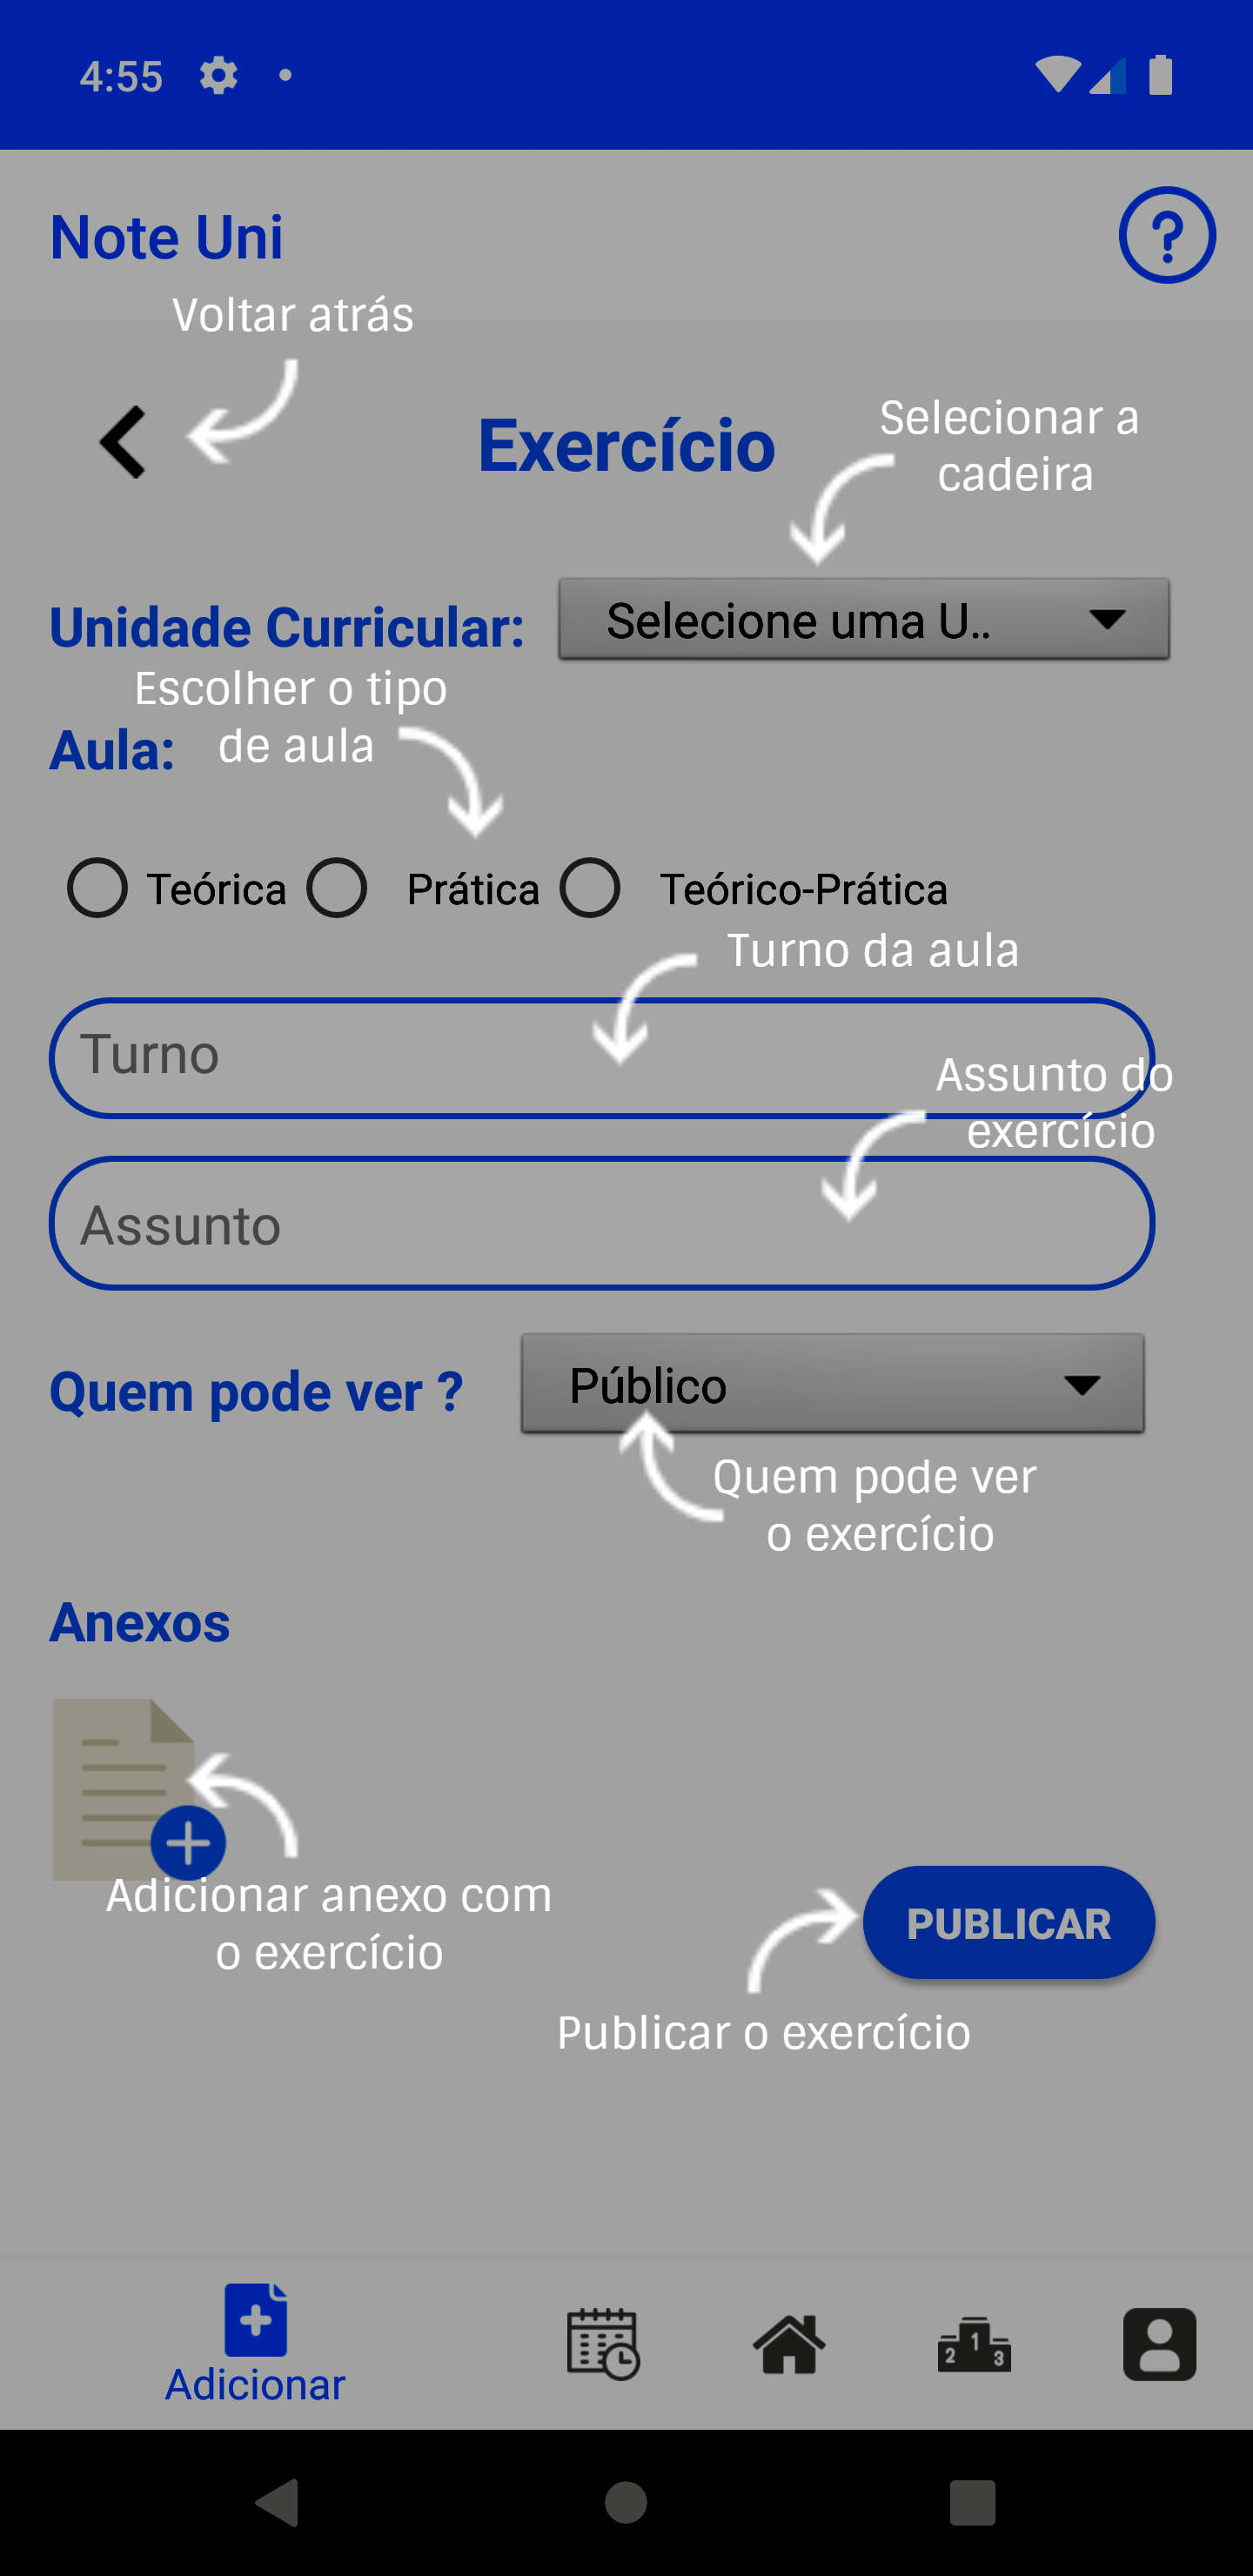 4:55
Note Uni
?
Voltar atrás
Exercício
Selecionar a
cadeira
Unidade Curricular:
Selecione uma U..
Escolher o tipo
de aula
Aula:
Teórica
Prática
Teórico-Prática
Turno da aula
Turno
Assunto do
exercício
Assunto
Quem pode ver ?
Público
Quem pode ver
o exercício
Anexos
Adicionar anexo com
o exercício
PUBLICAR
Publicar o exercício
2 1 3
Adicionar